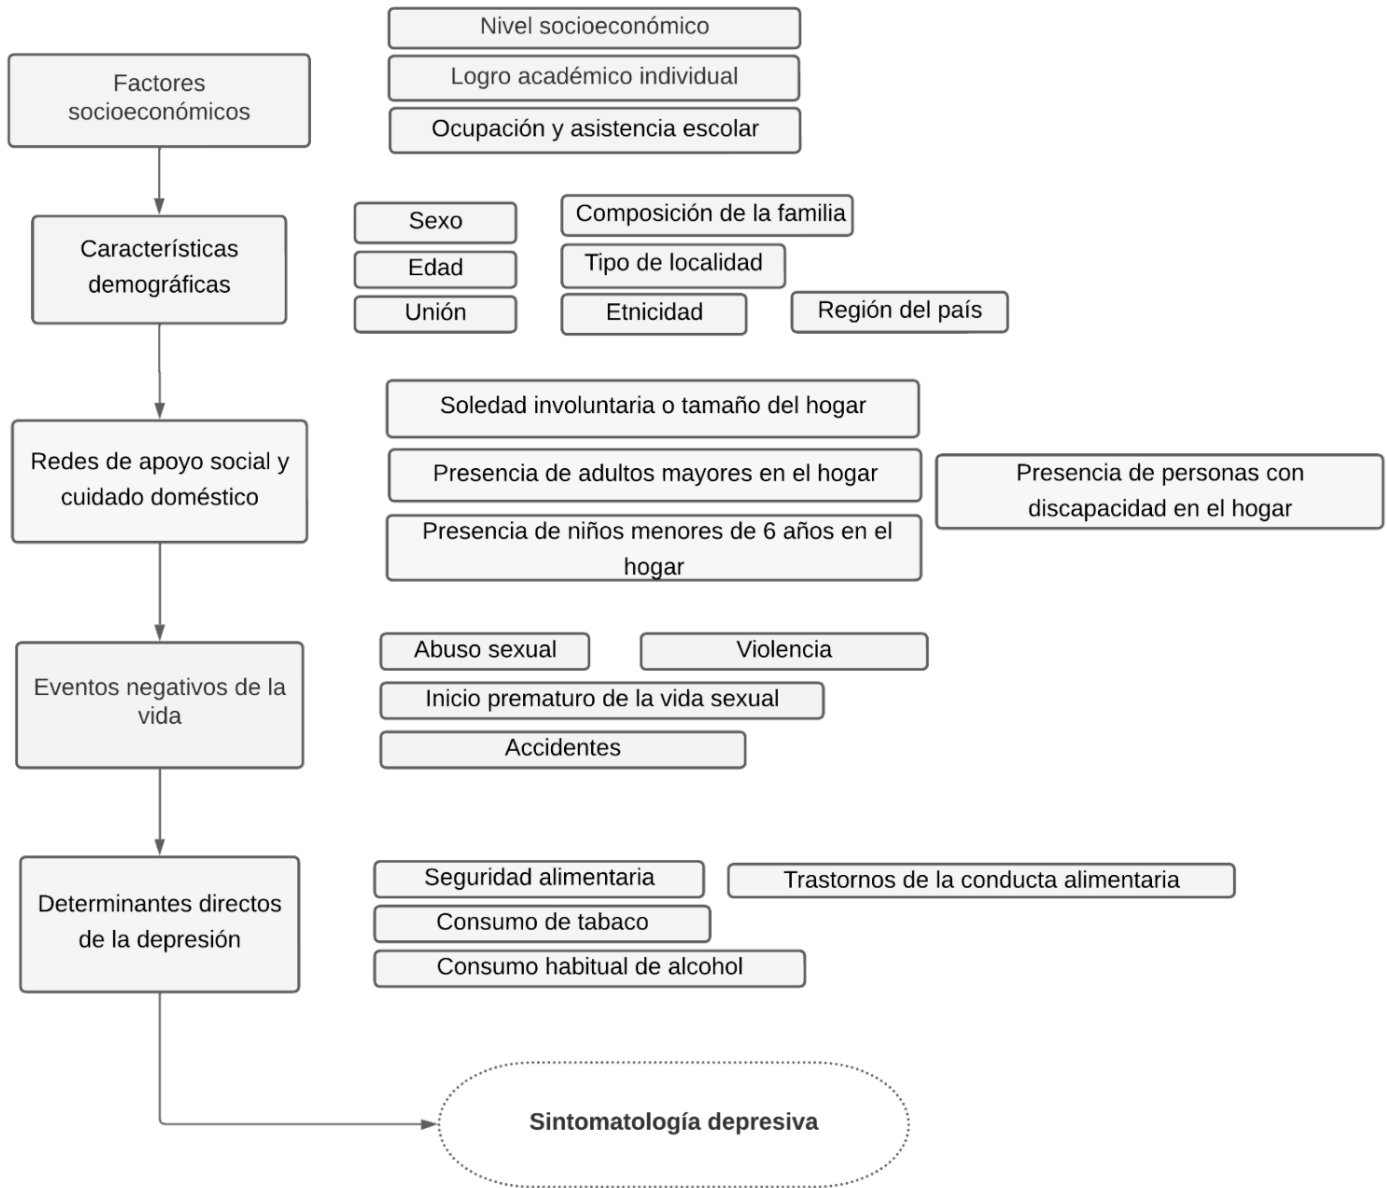 Nivel socioeconómico
Factores
socioeconómicos
Logro académico individual
Ocupación y asistencia escolar
Características
demográficas
Sexo
Composición de la familia
Edad
Tipo de localidad
Unión
Etnicidad
Región del país
Redes de apoyo social y
cuidado doméstico
Soledad involuntaria o tamaño del hogar
Presencia de adultos mayores en el hogar
Presencia de personas con
discapacidad en el hogar
Presencia de niños menores de 6 años en el
hogar
Eventos negativos de la
vida
Abuso sexual
Violencia
Inicio prematuro de la vida sexual
Accidentes
Determinantes directos
de la depresión
Seguridad alimentaria
Trastornos de la conducta alimentaria
Consumo de tabaco
Consumo habitual de alcohol
Sintomatología depresiva